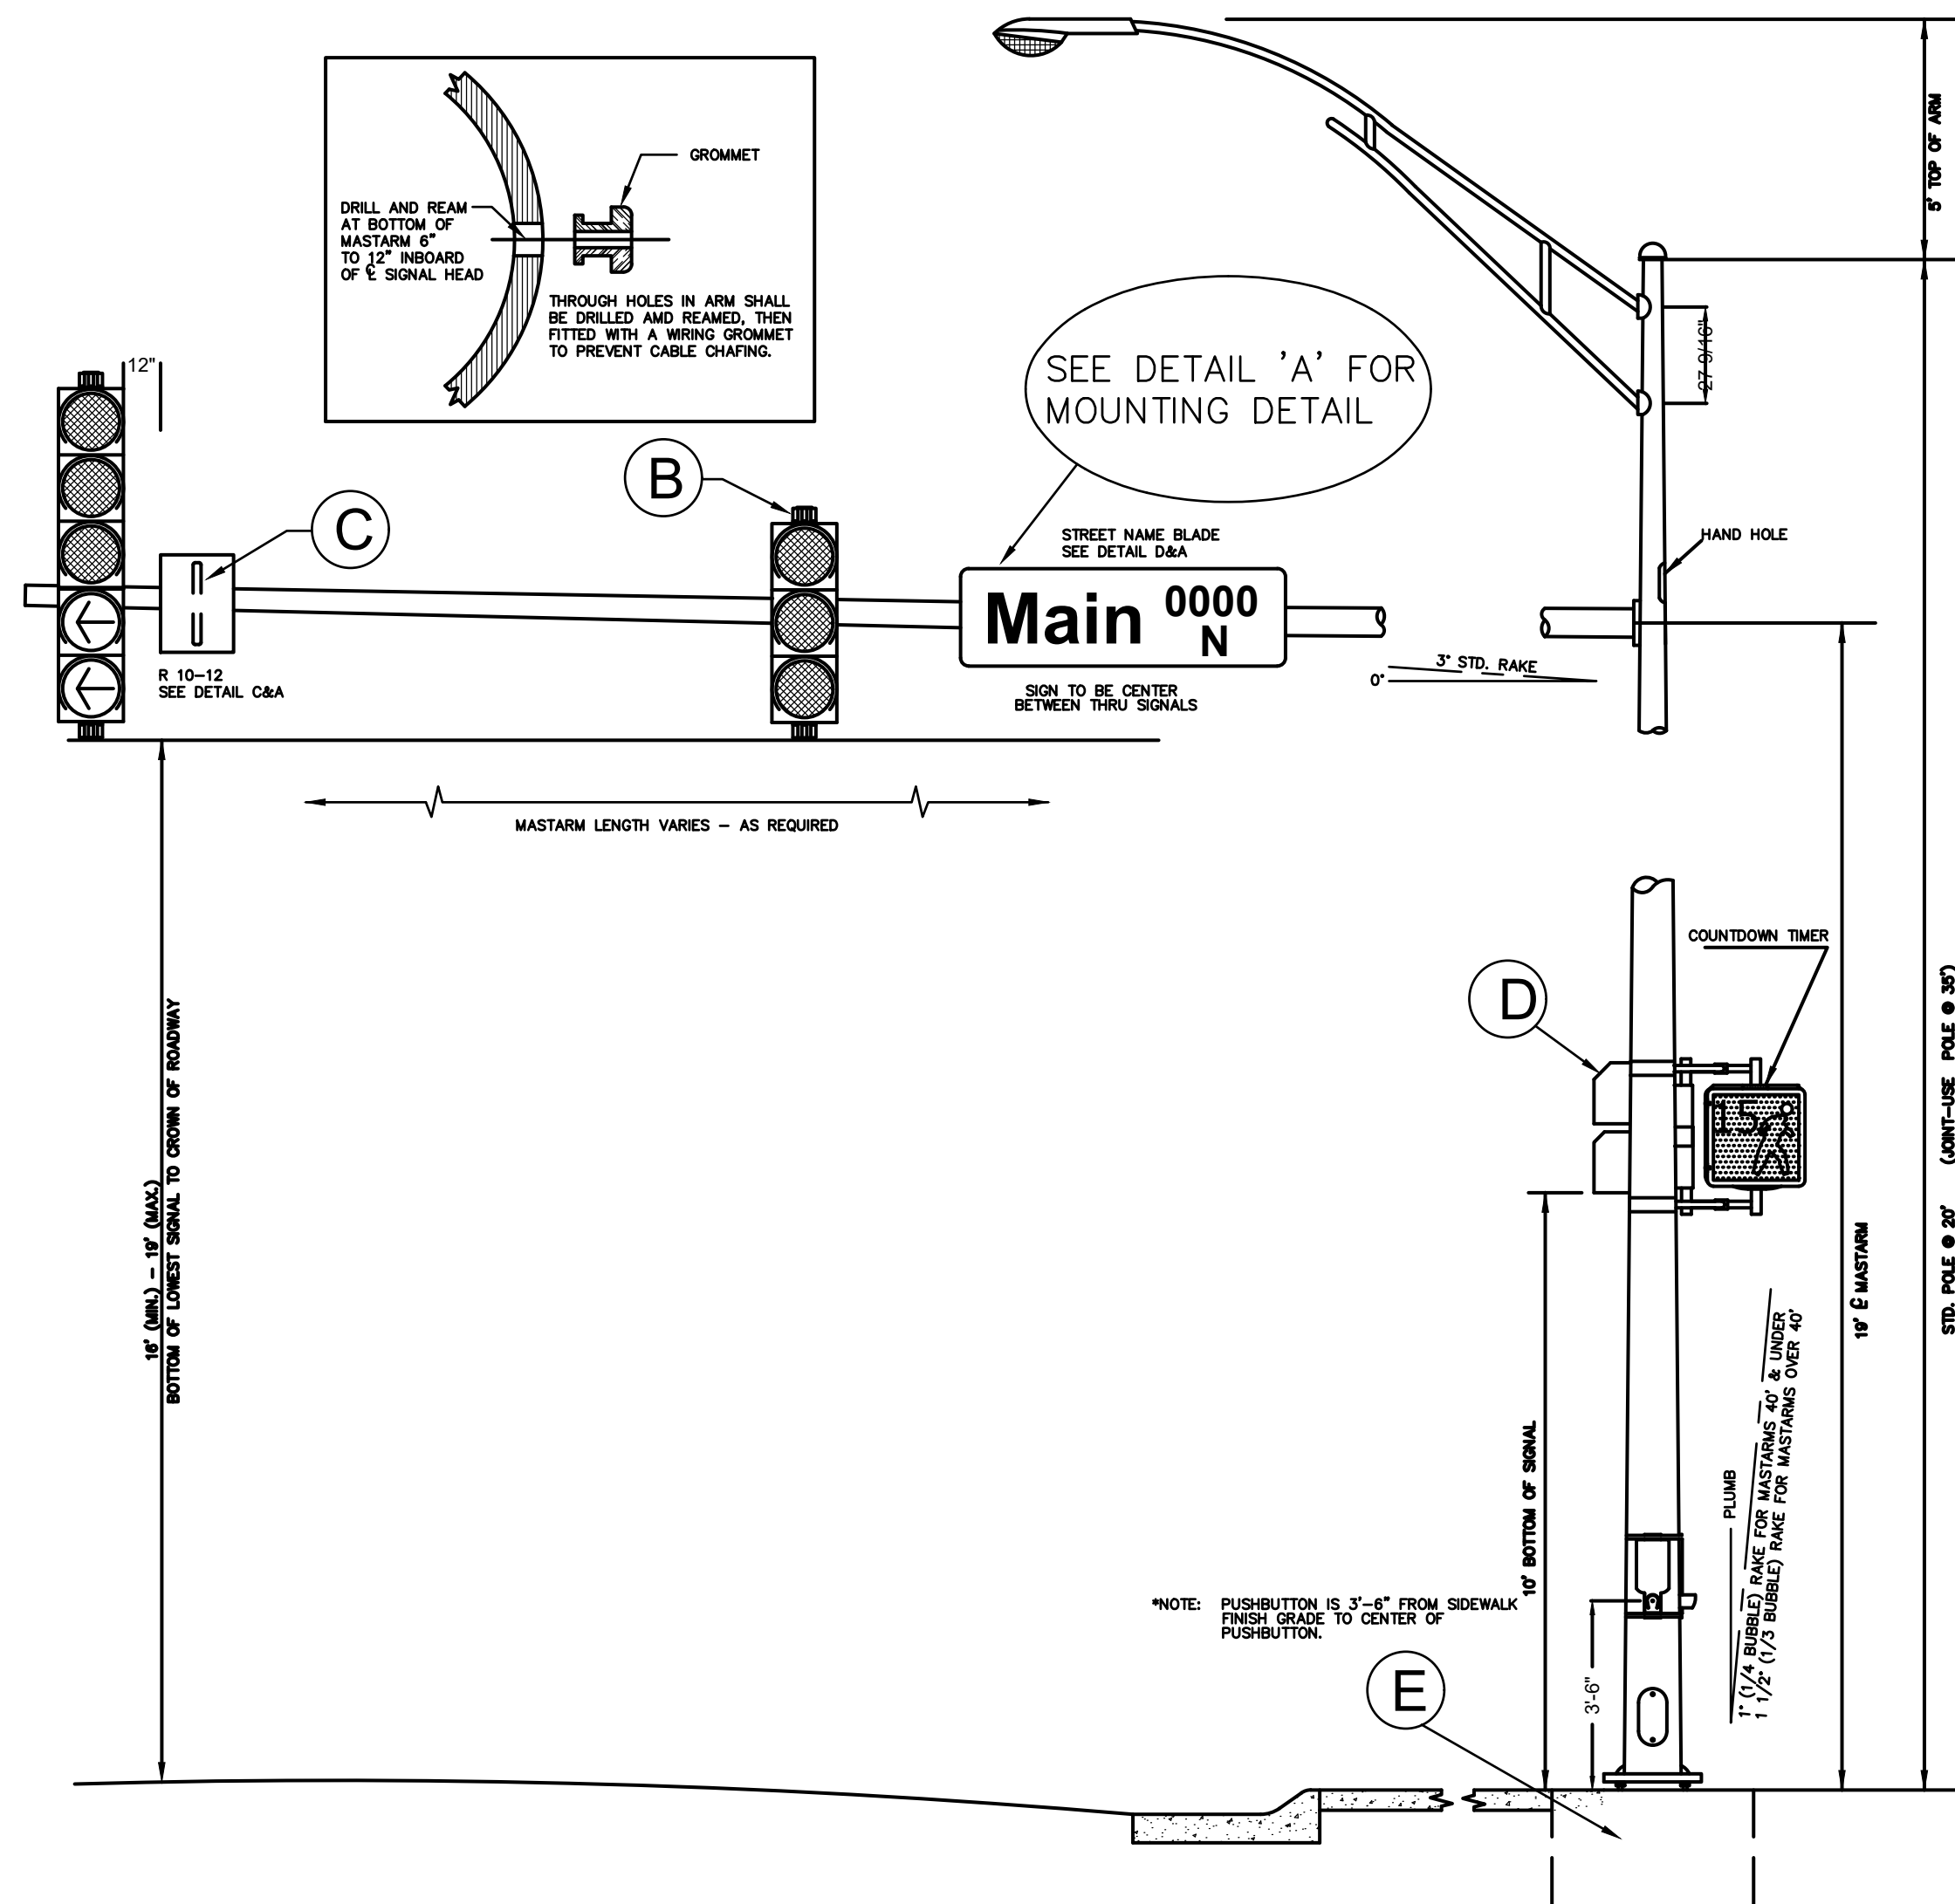 GROMMET
DRILL AND REAM
AT BOTTOM OF
MASTARM 6"
TO 12" INBOARD
OF ℄ SIGNAL HEAD
THROUGH HOLES IN ARM SHALL
BE DRILLED AMD REAMED, THEN
FITTED WITH A WIRING GROMMET
TO PREVENT CABLE CHAFING.
5' TOP OF ARM
12"
SEE DETAIL 'A' FOR
MOUNTING DETAIL
27 9/16"
B
C
STREET NAME BLADE
SEE DETAIL D&A
HAND HOLE
Main 0000
N
R 10-12
SEE DETAIL C&A
SIGN TO BE CENTER
BETWEEN THRU SIGNALS
3° STD. RAKE
0°
MASTARM LENGTH VARIES - AS REQUIRED
COUNTDOWN TIMER
D
15
16' (MIN.) - 19' (MAX.)
BOTTOM OF LOWEST SIGNAL TO CROWN OF ROADWAY
19' ℄ MASTARM
STD. POLE @ 20' (JOINT-USE POLE @ 35')
10' BOTTOM OF SIGNAL
PLUMB
1° (1/4 BUBBLE) RAKE FOR MASTARMS 40' & UNDER
1 1/2° (1/3 BUBBLE) RAKE FOR MASTARMS OVER 40'
*NOTE: PUSHBUTTON IS 3'-6" FROM SIDEWALK
FINISH GRADE TO CENTER OF
PUSHBUTTON.
3'-6"
E